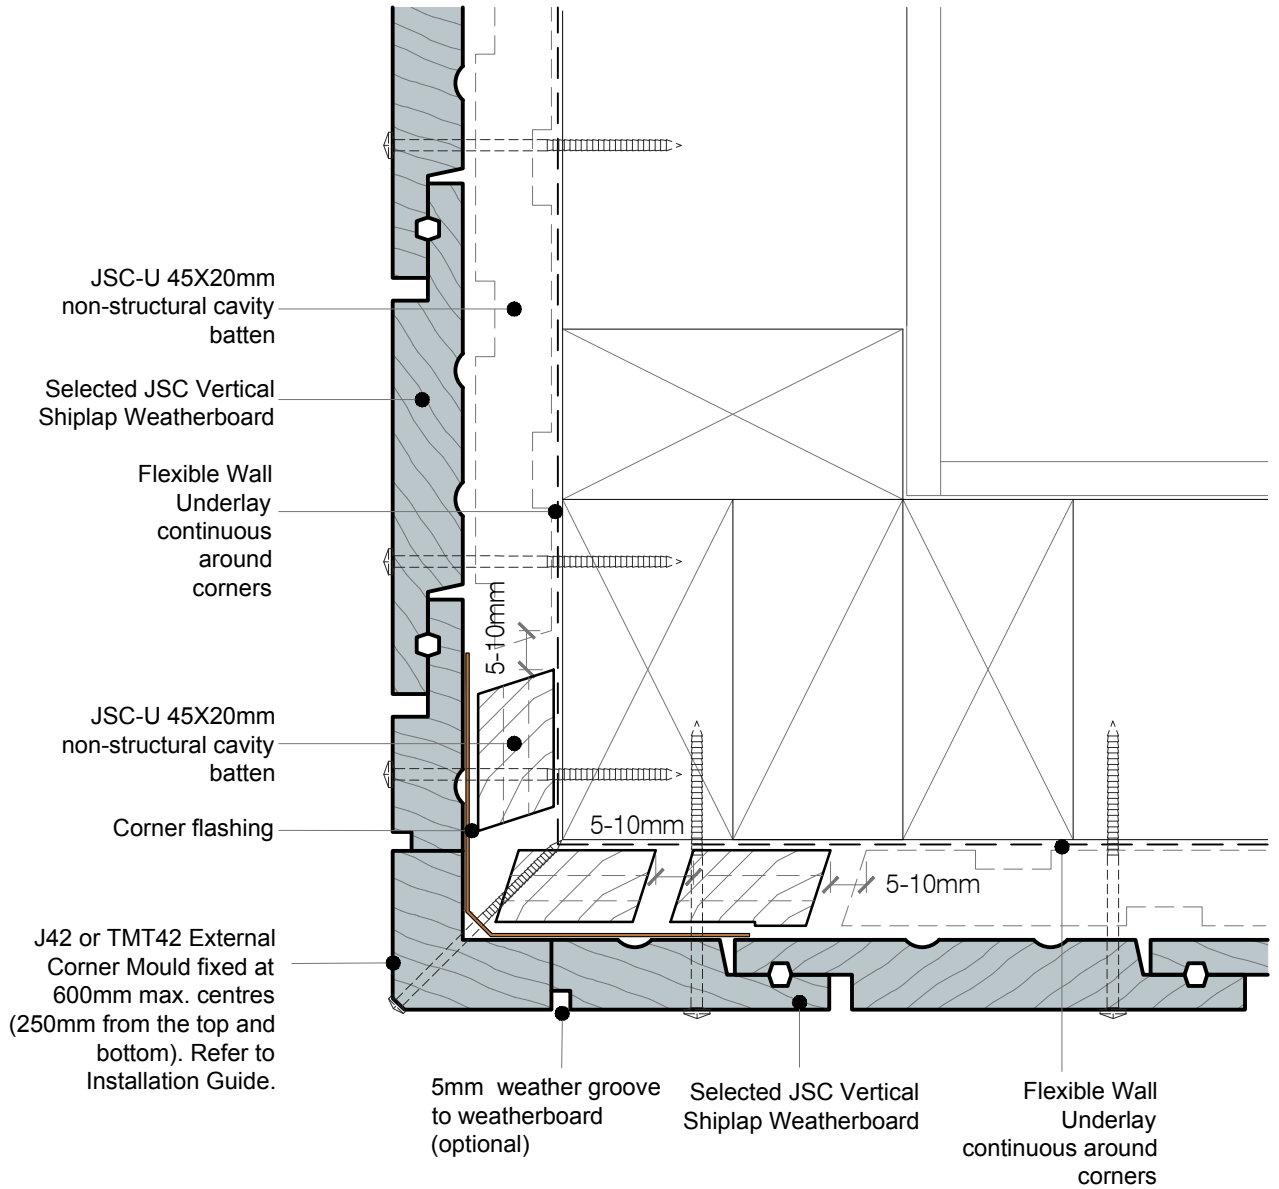 JSC-U 45X20mm
non-structural cavity
batten
Selected JSC Vertical
Shiplap Weatherboard
Flexible Wall
Underlay
continuous
around
corners
5-10mm
JSC-U 45X20mm
non-structural cavity
batten
Corner flashing
5-10mm
5-10mm
J42 or TMT42 External
Corner Mould fixed at
600mm max. centres
(250mm from the top and
bottom). Refer to
Installation Guide.
5mm  weather groove
to weatherboard
(optional)
Selected JSC Vertical
Shiplap Weatherboard
Flexible Wall
Underlay
continuous around
corners